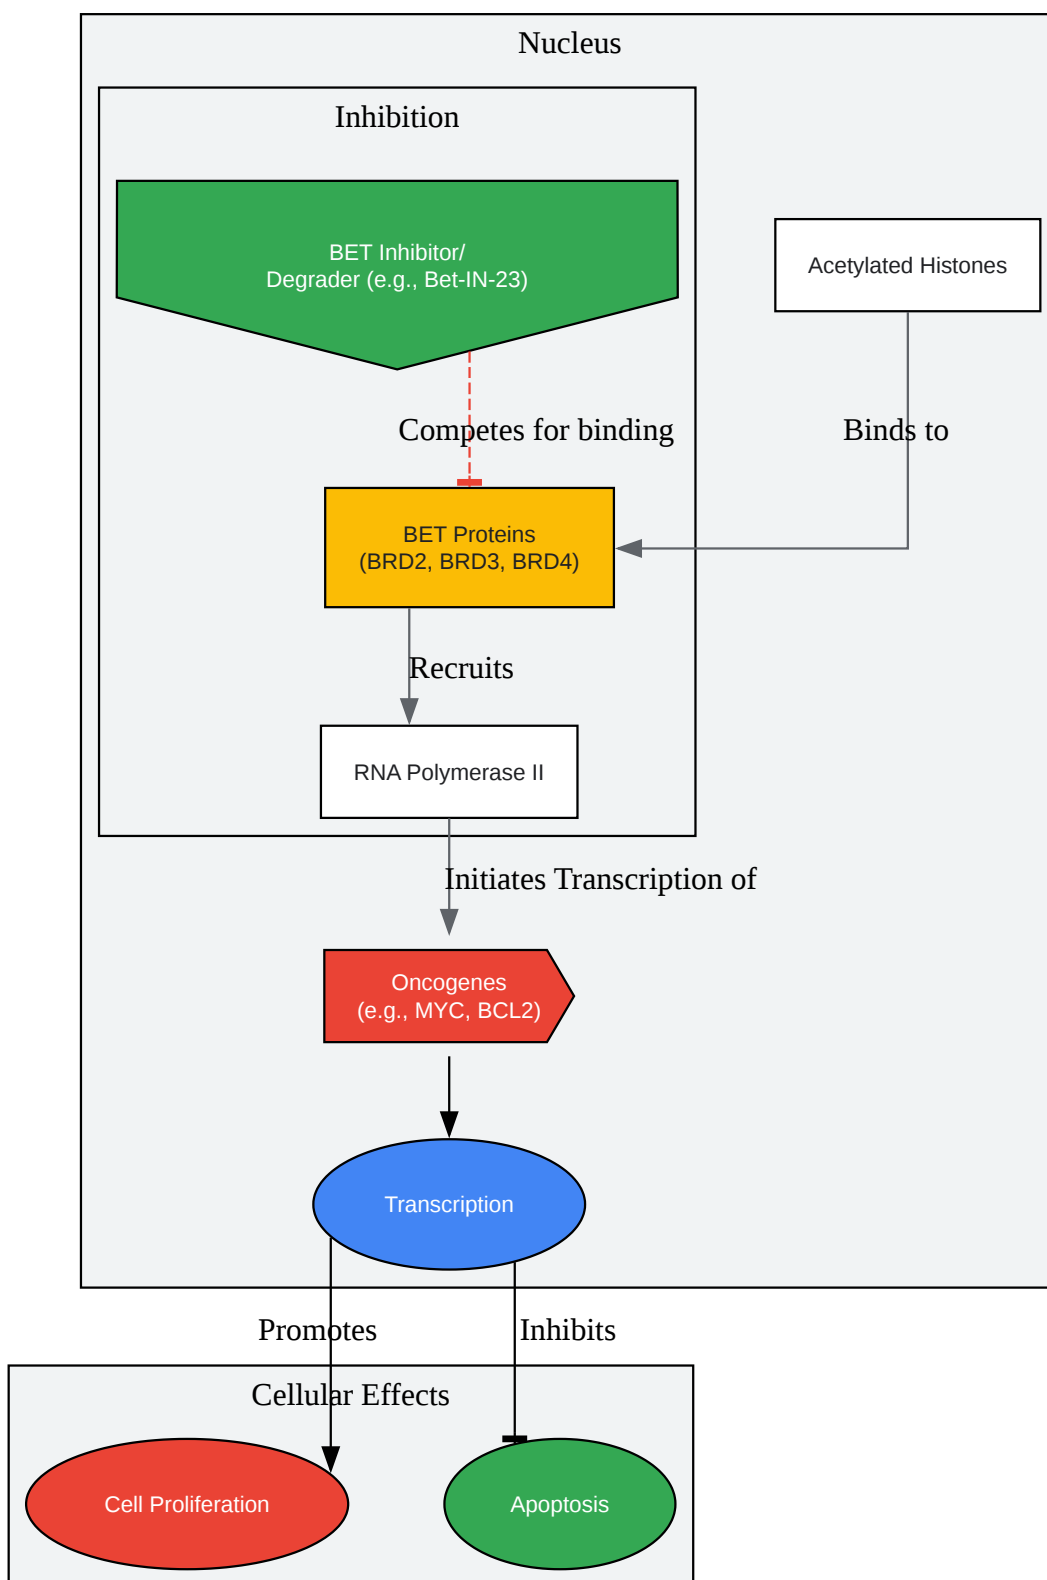 Nucleus
Inhibition
BET Inhibitor/
Degrader (e.g., Bet-IN-23)
Acetylated Histones
Competes for binding
Binds to
BET Proteins
(BRD2, BRD3, BRD4)
Recruits
RNA Polymerase II
Initiates Transcription of
Oncogenes
(e.g., MYC, BCL2)
Transcription
Promotes
Inhibits
Cellular Effects
Cell Proliferation
Apoptosis